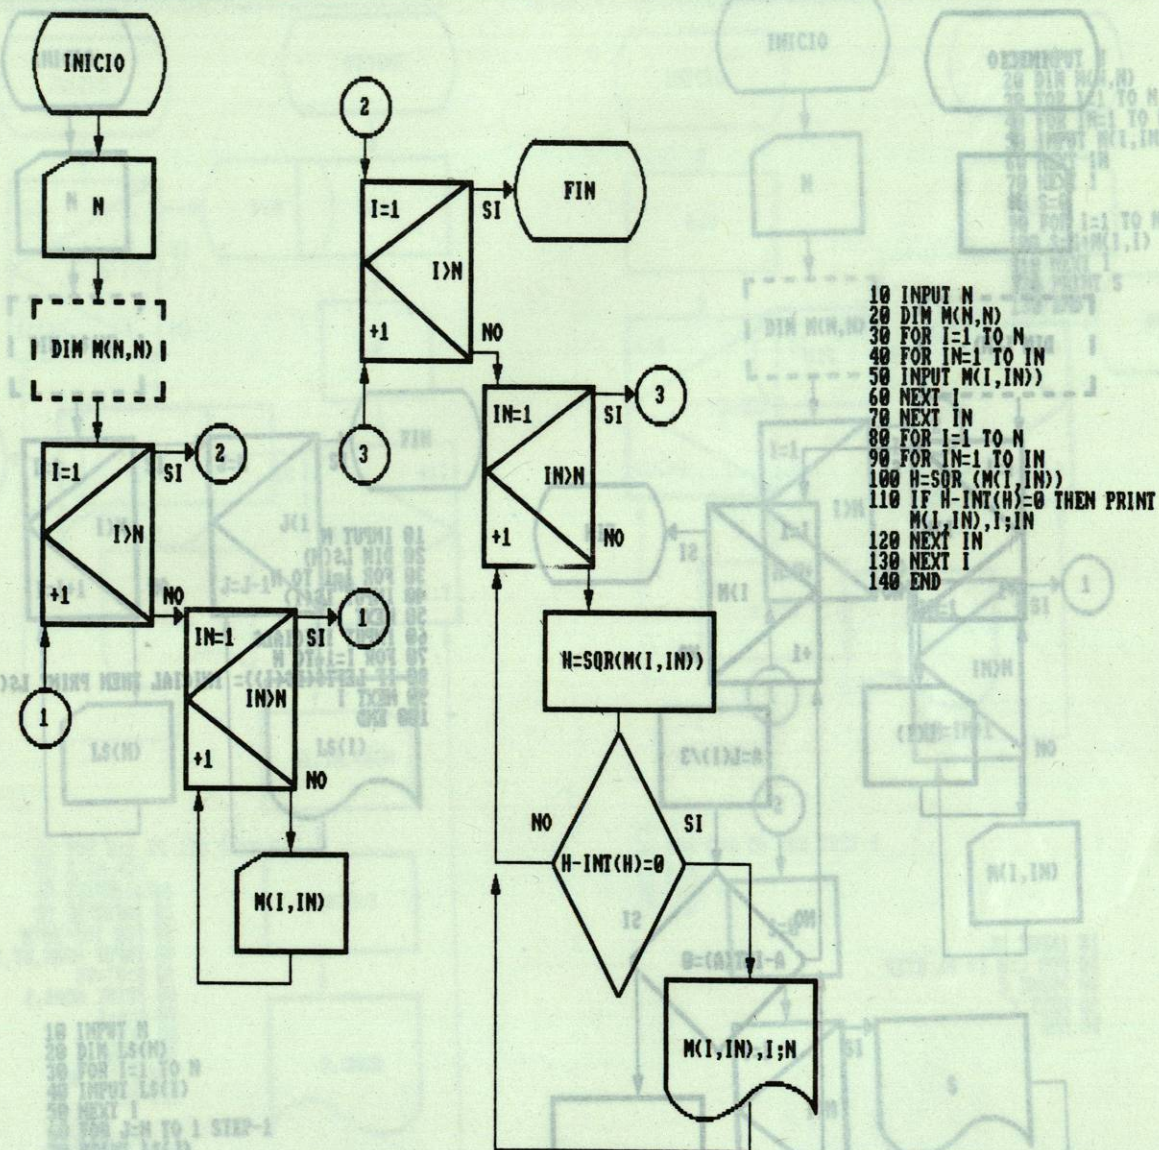 INICIO
N
DIM M(N,N)
I=1
I>N
+1
SI
2
NO
1
IN=1
IN>N
+1
SI
1
NO
M(I,IN)
2
I=1
I>N
+1
SI
FIN
NO
3
IN=1
IN>N
+1
SI
3
NO
H=SQR(M(I,IN))
H-INT(H)=0
NO
SI
M(I,IN),I;N
10 INPUT N
20 DIM M(N,N)
30 FOR I=1 TO N
40 FOR IN=1 TO IN
50 INPUT M(I,IN))
60 NEXT I
70 NEXT IN
80 FOR I=1 TO N
90 FOR IN=1 TO IN
100 H=SQR (M(I,IN))
110 IF H-INT(H)=0 THEN PRINT
M(I,IN),I;IN
120 NEXT IN
130 NEXT I
140 END